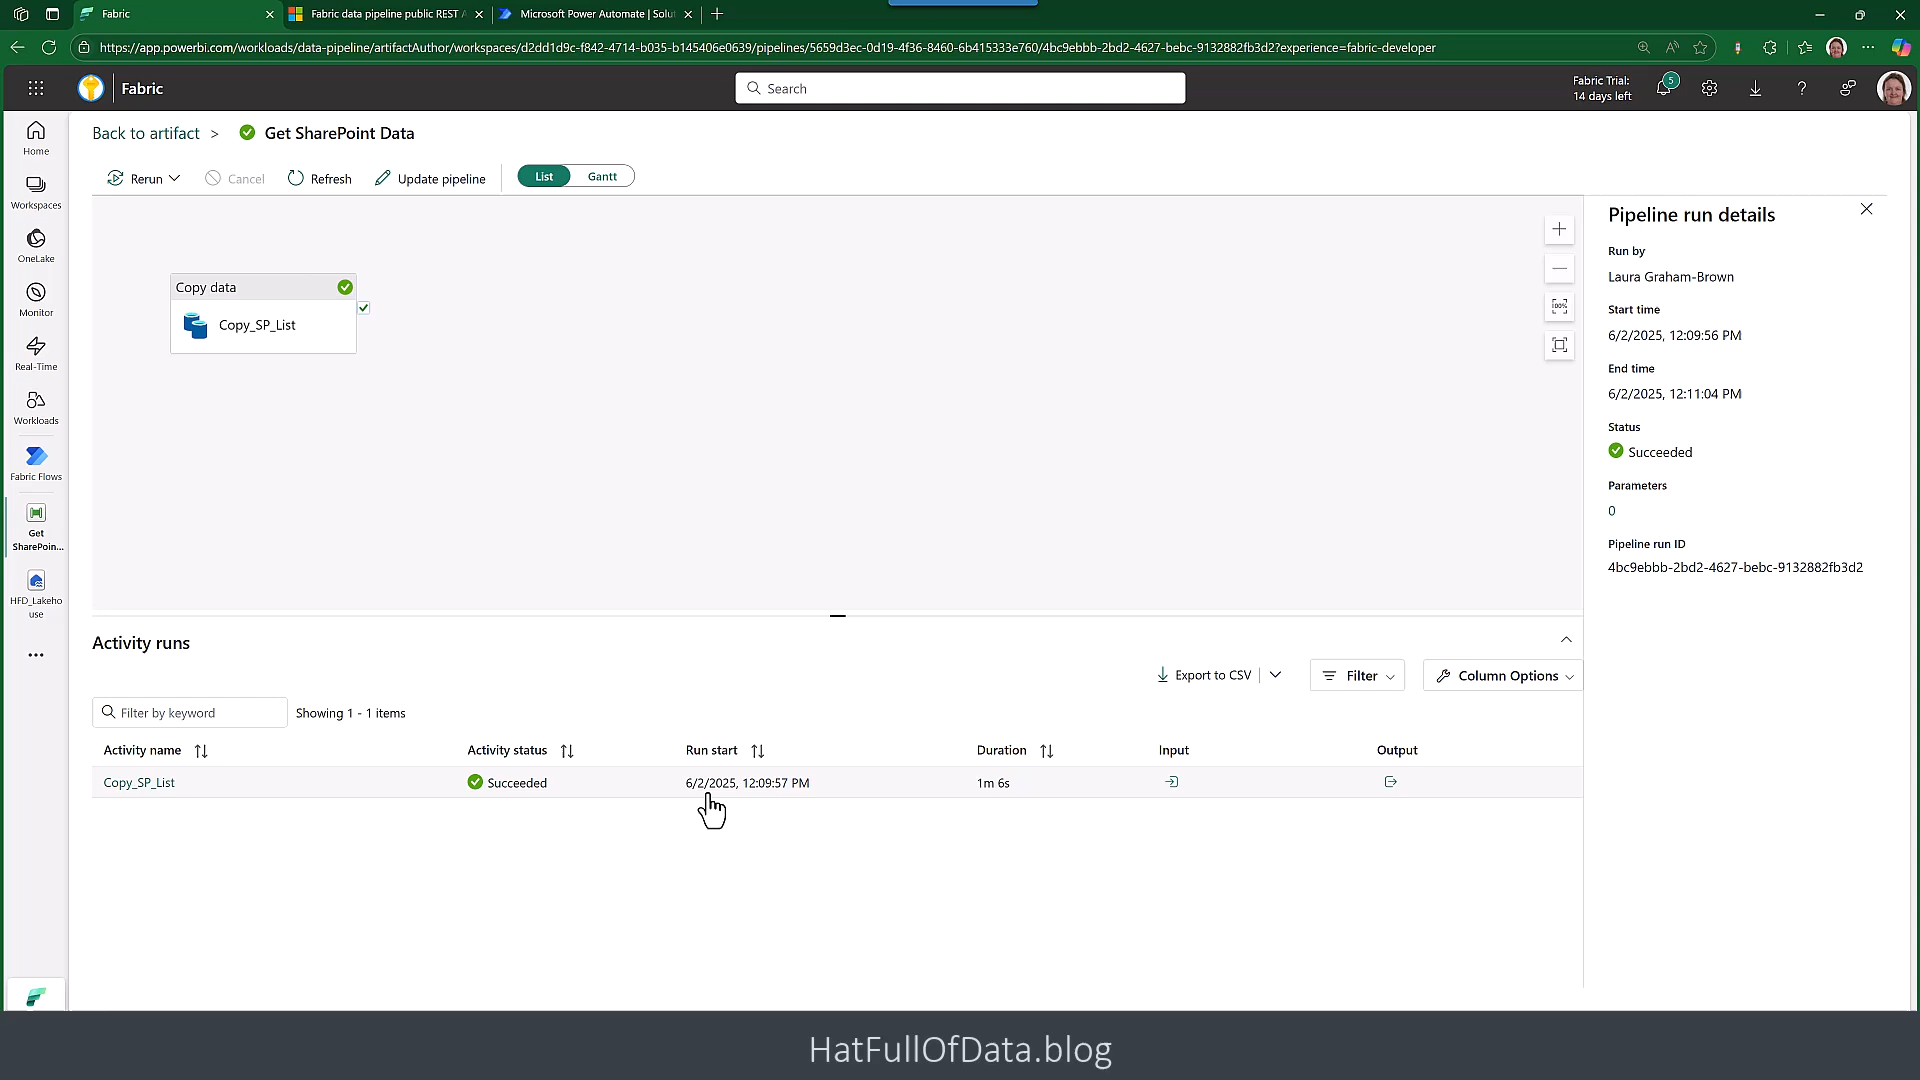 Fabric
Fabric data pipeline public REST A
Microsoft Power Automate | Solut
https://app.powerbi.com/workloads/data-pipeline/artifactAuthor/workspaces/d2dd1d9c-f842-4714-b035-b145406e0639/pipelines/5659d3ec-0d19-4f36-8460-6b415333e760/4bc9ebbb-2bd2-4627-bebc-9132882fb3d2?experience=fabric-developer
Fabric
Search
Fabric Trial:
14 days left
5
Home
Workspaces
OneLake
Monitor
Real-Time
Workloads
Fabric Flows
Get
SharePoin...
HFD_Lakeho
use
Back to artifact > Get SharePoint Data
Rerun
Cancel
Refresh
Update pipeline
List
Gantt
Copy data
Copy_SP_List
100%
Pipeline run details
Run by
Laura Graham-Brown
Start time
6/2/2025, 12:09:56 PM
End time
6/2/2025, 12:11:04 PM
Status
Succeeded
Parameters
0
Pipeline run ID
4bc9ebbb-2bd2-4627-bebc-9132882fb3d2
Activity runs
Export to CSV
Filter
Column Options
Filter by keyword
Showing 1 - 1 items
Activity name Activity status Run start Duration Input Output
Copy_SP_List Succeeded 6/2/2025, 12:09:57 PM 1m 6s
HatFullOfData.blog